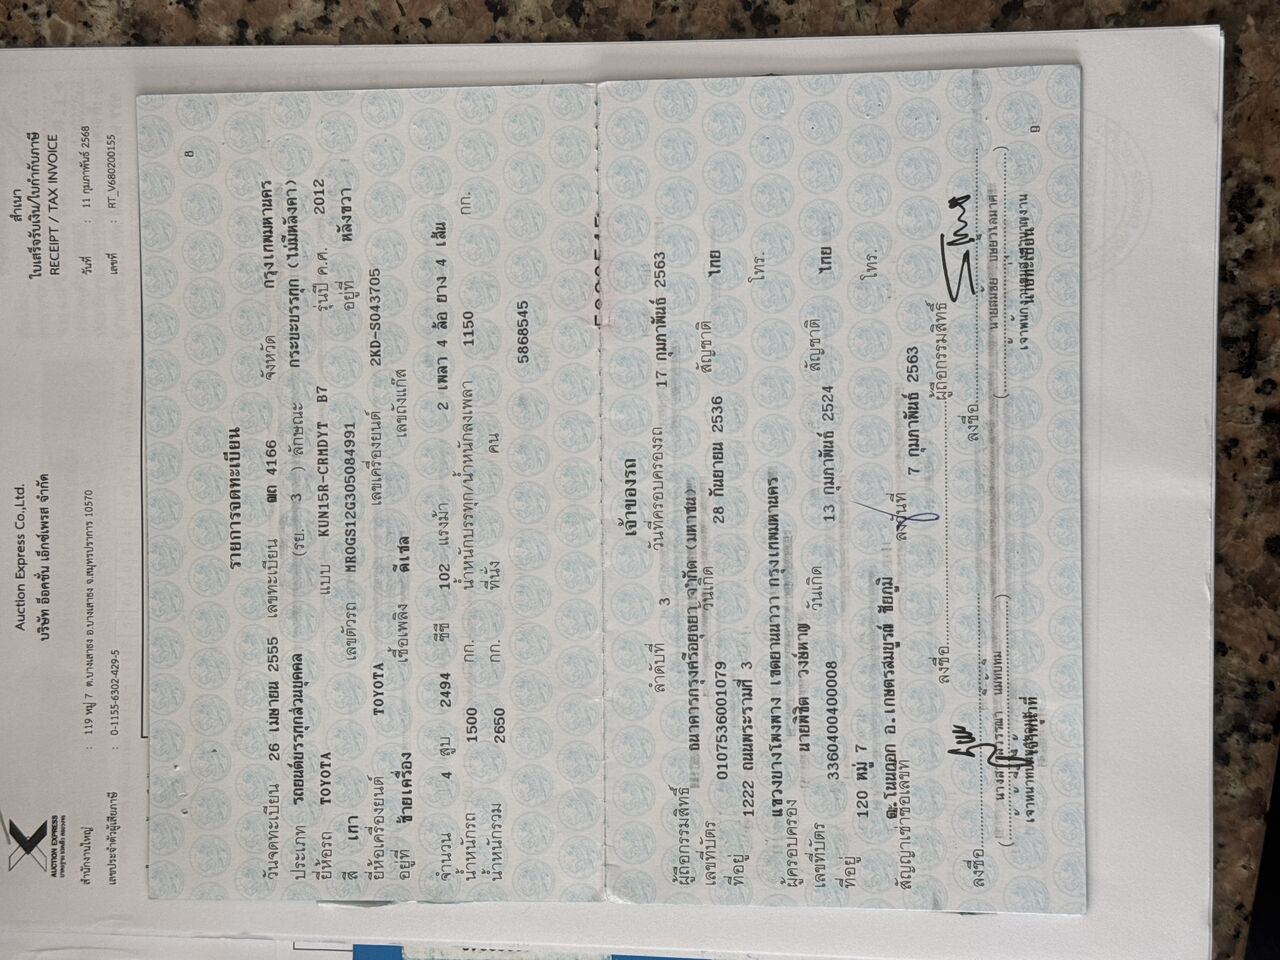 AUCTION EXPRESS
Auction Express Co.,Ltd.
บริษัท อ๊อคชั่น เอ็กซ์เพรส จำกัด
สำเนา
ใบเสร็จรับเงิน/ใบกำกับภาษี
RECEIPT / TAX INVOICE
สำนักงานใหญ่ : 119 หมู่ 7 ต.บางเสาธง อ.บางเสาธง จ.สมุทรปราการ 10570
วันที่ : 11 กุมภาพันธ์ 2568
เลขประจำตัวผู้เสียภาษี : 0-1155-6302-429-5
เลขที่ : RT_V680200155
8
รายการจดทะเบียน
วันจดทะเบียน 26 เมษายน 2555 เลขทะเบียน ฒถ 4166 จังหวัด กรุงเทพมหานคร
ประเภท รถยนต์บรรทุกส่วนบุคคล (รย. 3 ) ลักษณะ กระบะบรรทุก (ไม่มีหลังคา)
ยี่ห้อรถ TOYOTA แบบ KUN15R-CRMDYT B7 รุ่นปี ค.ศ. 2012
สี เทา เลขตัวรถ MROGS12G305084991 อยู่ที่ หลังขวา
ยี่ห้อเครื่องยนต์ TOYOTA เลขเครื่องยนต์ 2KD-S043705
อยู่ที่ ซ้ายเครื่อง เชื้อเพลิง ดีเซล เลขถังแก๊ส
จำนวน 4 สูบ 2494 ซีซี 102 แรงม้า 2 เพลา 4 ล้อ ยาง 4 เส้น
น้ำหนักรถ 1500 กก. น้ำหนักบรรทุก/น้ำหนักลงเพลา 1150 กก.
น้ำหนักรวม 2650 กก. ที่นั่ง คน
5868545
เจ้าของรถ
ลำดับที่ 3 วันที่ครอบครองรถ 17 กุมภาพันธ์ 2563
ผู้ถือกรรมสิทธิ์ ธนาคารกรุงศรีอยุธยา จำกัด (มหาชน)
เลขที่บัตร 0107536001079 วันเกิด 28 กันยายน 2536 สัญชาติ ไทย
ที่อยู่ 1222 ถนนพระรามที่ 3 โทร.
แขวงบางโพงพาง เขตยานนาวา กรุงเทพมหานคร
ผู้ครอบครอง นายพิชิต วงษ์หาญ
เลขที่บัตร 3360400400008 วันเกิด 13 กุมภาพันธ์ 2524 สัญชาติ ไทย
ที่อยู่ 120 หมู่ 7 โทร.
ต.โนนกอก อ.เกษตรสมบูรณ์ ชัยภูมิ
สัญญาเช่าซื้อเลขที่ ลงวันที่ 7 กุมภาพันธ์ 2563
ลงชื่อ ผู้ถือกรรมสิทธิ์
ลงชื่อ ลงชื่อ
นายทะเบียน
9